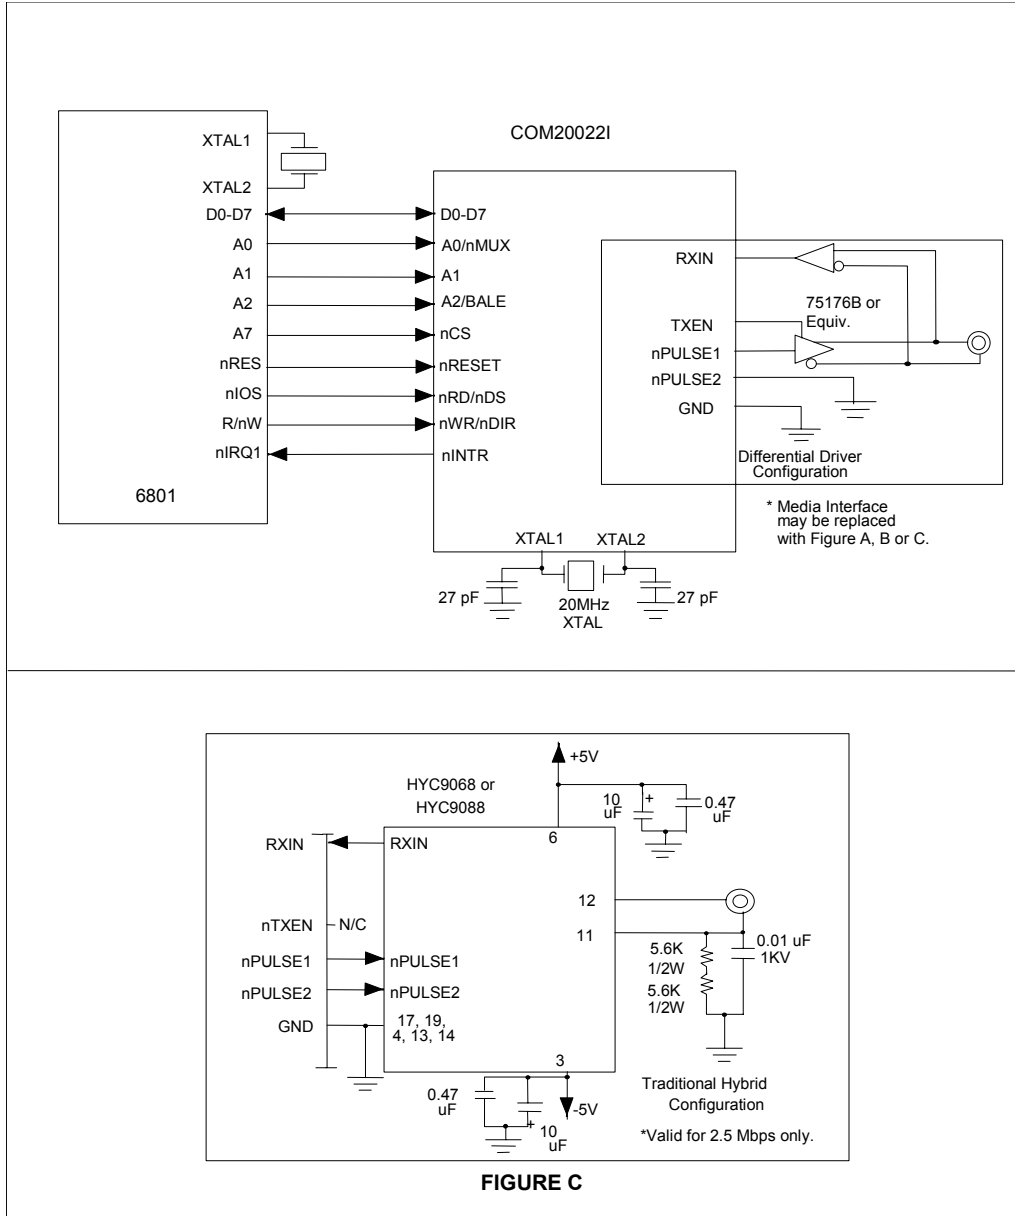 COM20022I
XTAL1
XTAL2
D0-D7
A0
A1
A2
A7
nRES
nIOS
R/nW
nIRQ1
6801
D0-D7
A0/nMUX
A1
A2/BALE
nCS
nRESET
nRD/nDS
nWR/nDIR
nINTR
RXIN
TXEN
nPULSE1
nPULSE2
GND
75176B or
Equiv.
Differential Driver
Configuration
* Media Interface
may be replaced
with Figure A, B or C.
XTAL1
XTAL2
27 pF
20MHz
XTAL
27 pF
+5V
HYC9068 or
HYC9088
10
uF
+
0.47
uF
6
RXIN
RXIN
nTXEN
N/C
nPULSE1
nPULSE1
nPULSE2
nPULSE2
GND
17, 19,
4, 13, 14
12
11
5.6K
1/2W
5.6K
1/2W
0.01 uF
1KV
3
0.47
uF
+
10
uF
-5V
Traditional Hybrid
Configuration
*Valid for 2.5 Mbps only.
FIGURE C